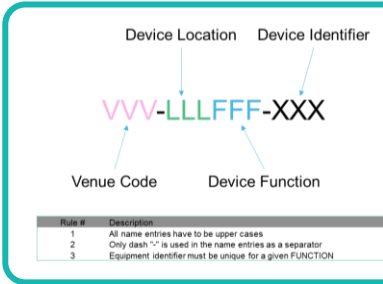 Device Location Device Identifier
VVV-LLLFFF-XXX
Venue Code Device Function
Rule # Description
1 All name entries have to be upper cases
2 Only dash "-" is used in the name entries as a separator
3 Equipment identifier must be unique for a given FUNCTION